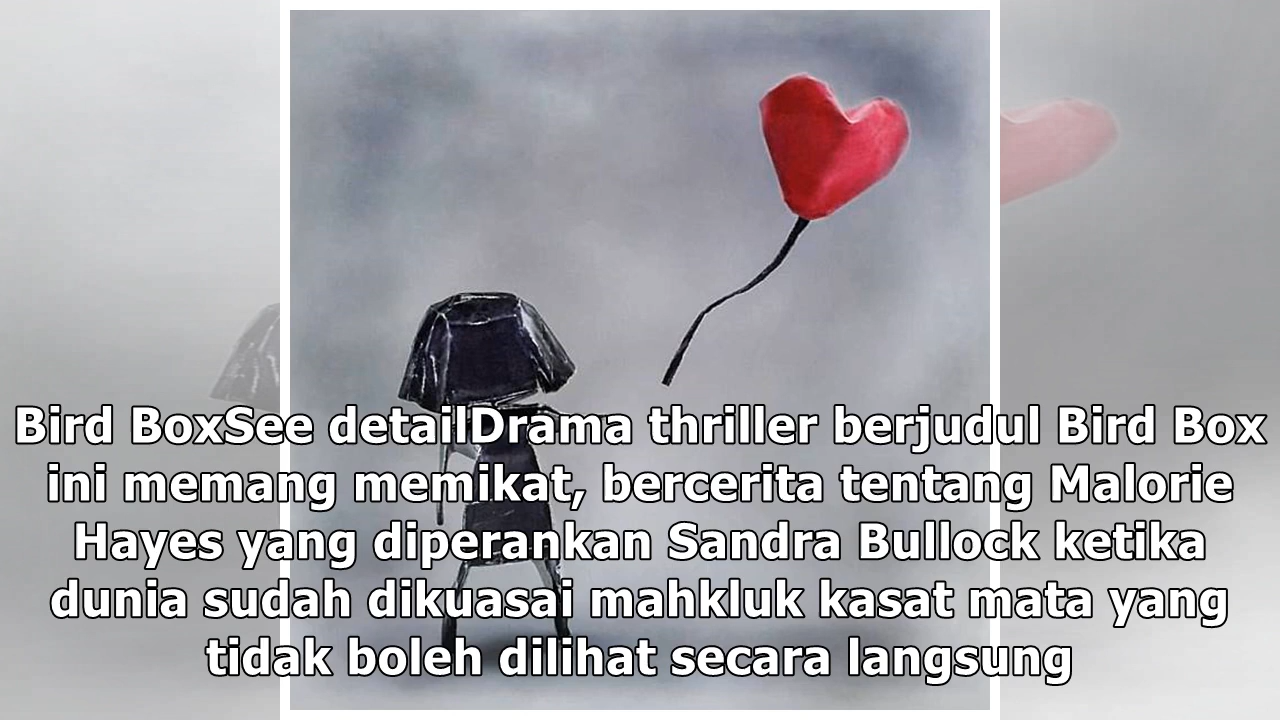 Bird BoxSee detailDrama thriller berjudul Bird Box
ini memang memikat, bercerita tentang Malorie
Hayes yang diperankan Sandra Bullock ketika
dunia sudah dikuasai mahkluk kasat mata yang
tidak boleh dilihat secara langsung